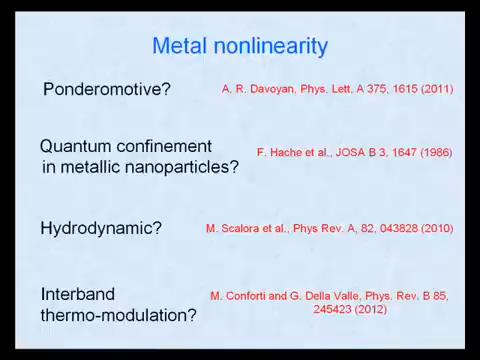 Metal nonlinearity
Ponderomotive?
A. R. Davoyan, Phys. Lett. A 375, 1615 (2011)
Quantum confinement
in metallic nanoparticles?
F. Hache et al., JOSA B 3, 1647 (1986)
Hydrodynamic?
M. Scalora et al., Phys Rev. A, 82, 043828 (2010)
Interband
thermo-modulation?
M. Conforti and G. Della Valle, Phys. Rev. B 85,
245423 (2012)